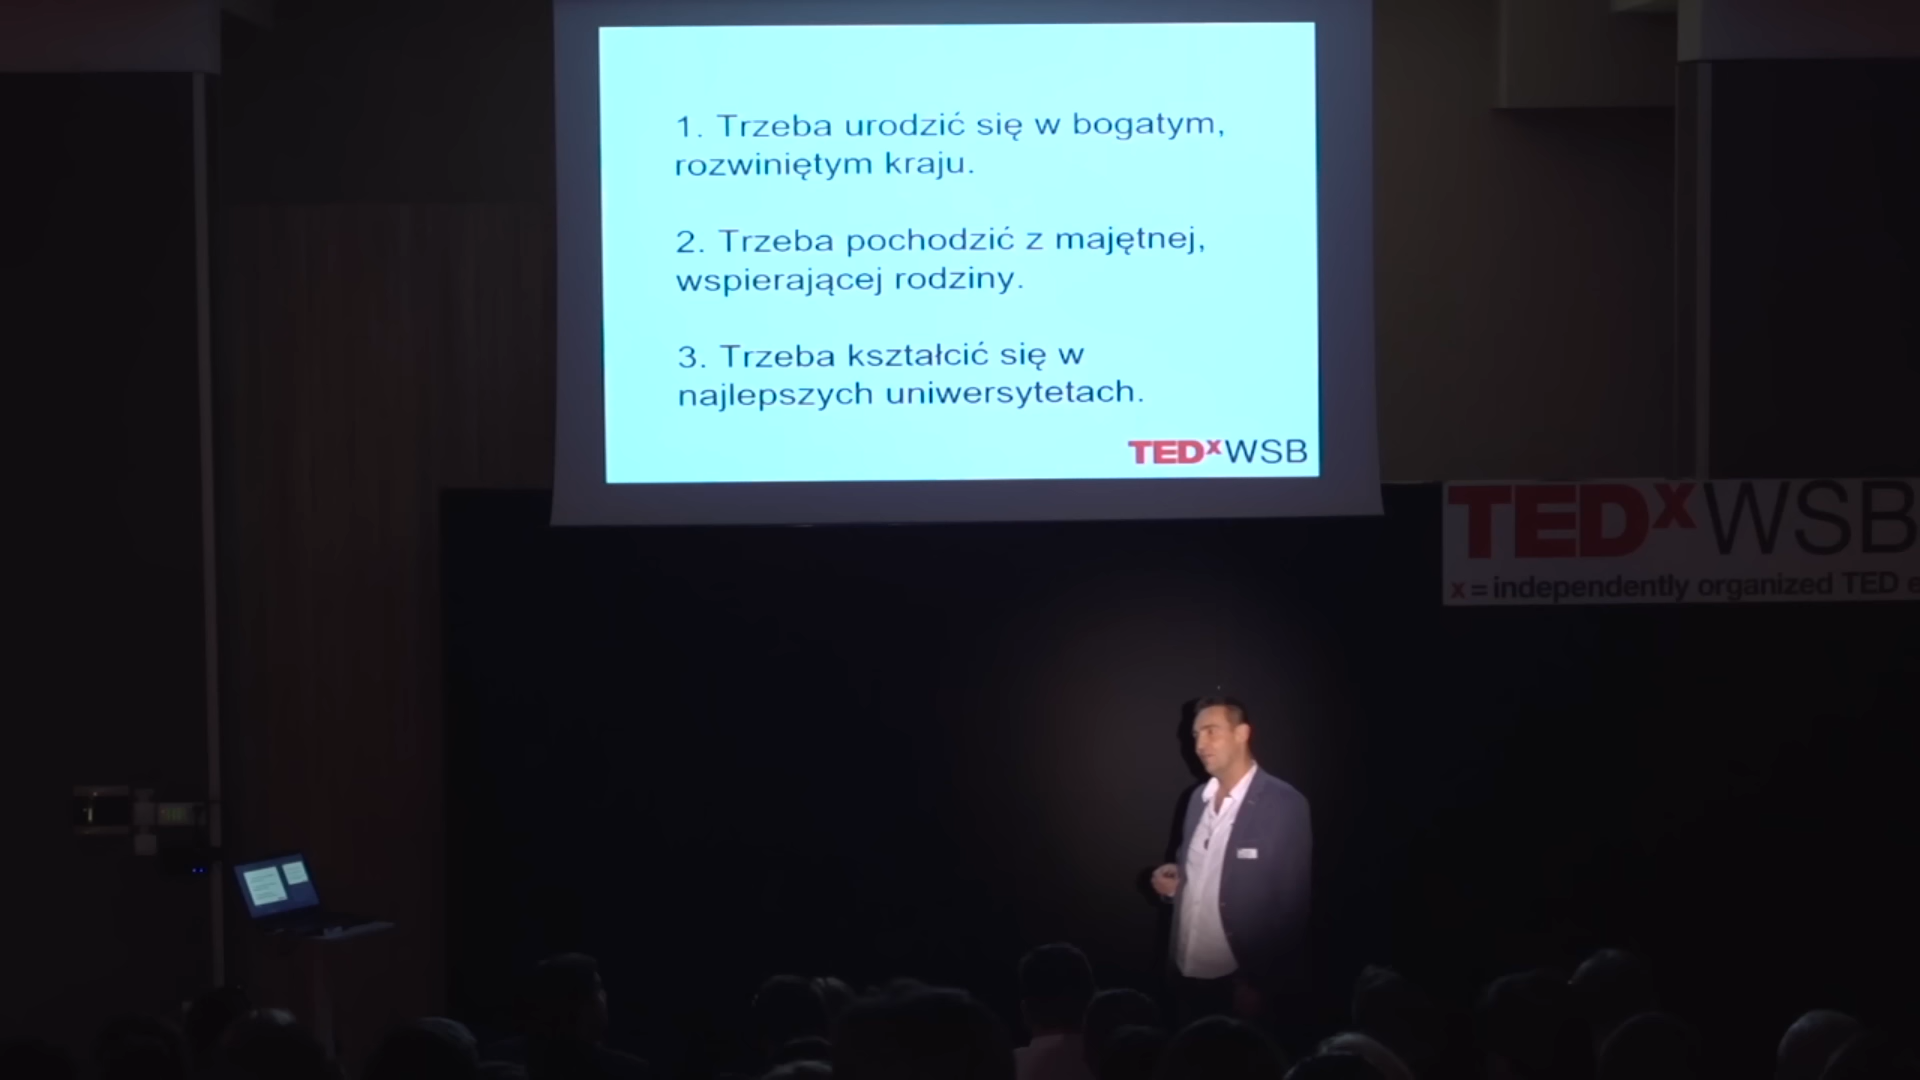 1. Trzeba urodzić się w bogatym,
rozwiniętym kraju.
2. Trzeba pochodzić z majętnej,
wspierającej rodziny.
3. Trzeba kształcić się w
najlepszych uniwersytetach.
TEDxWSB
TEDxWSB
x = independently organized TED e